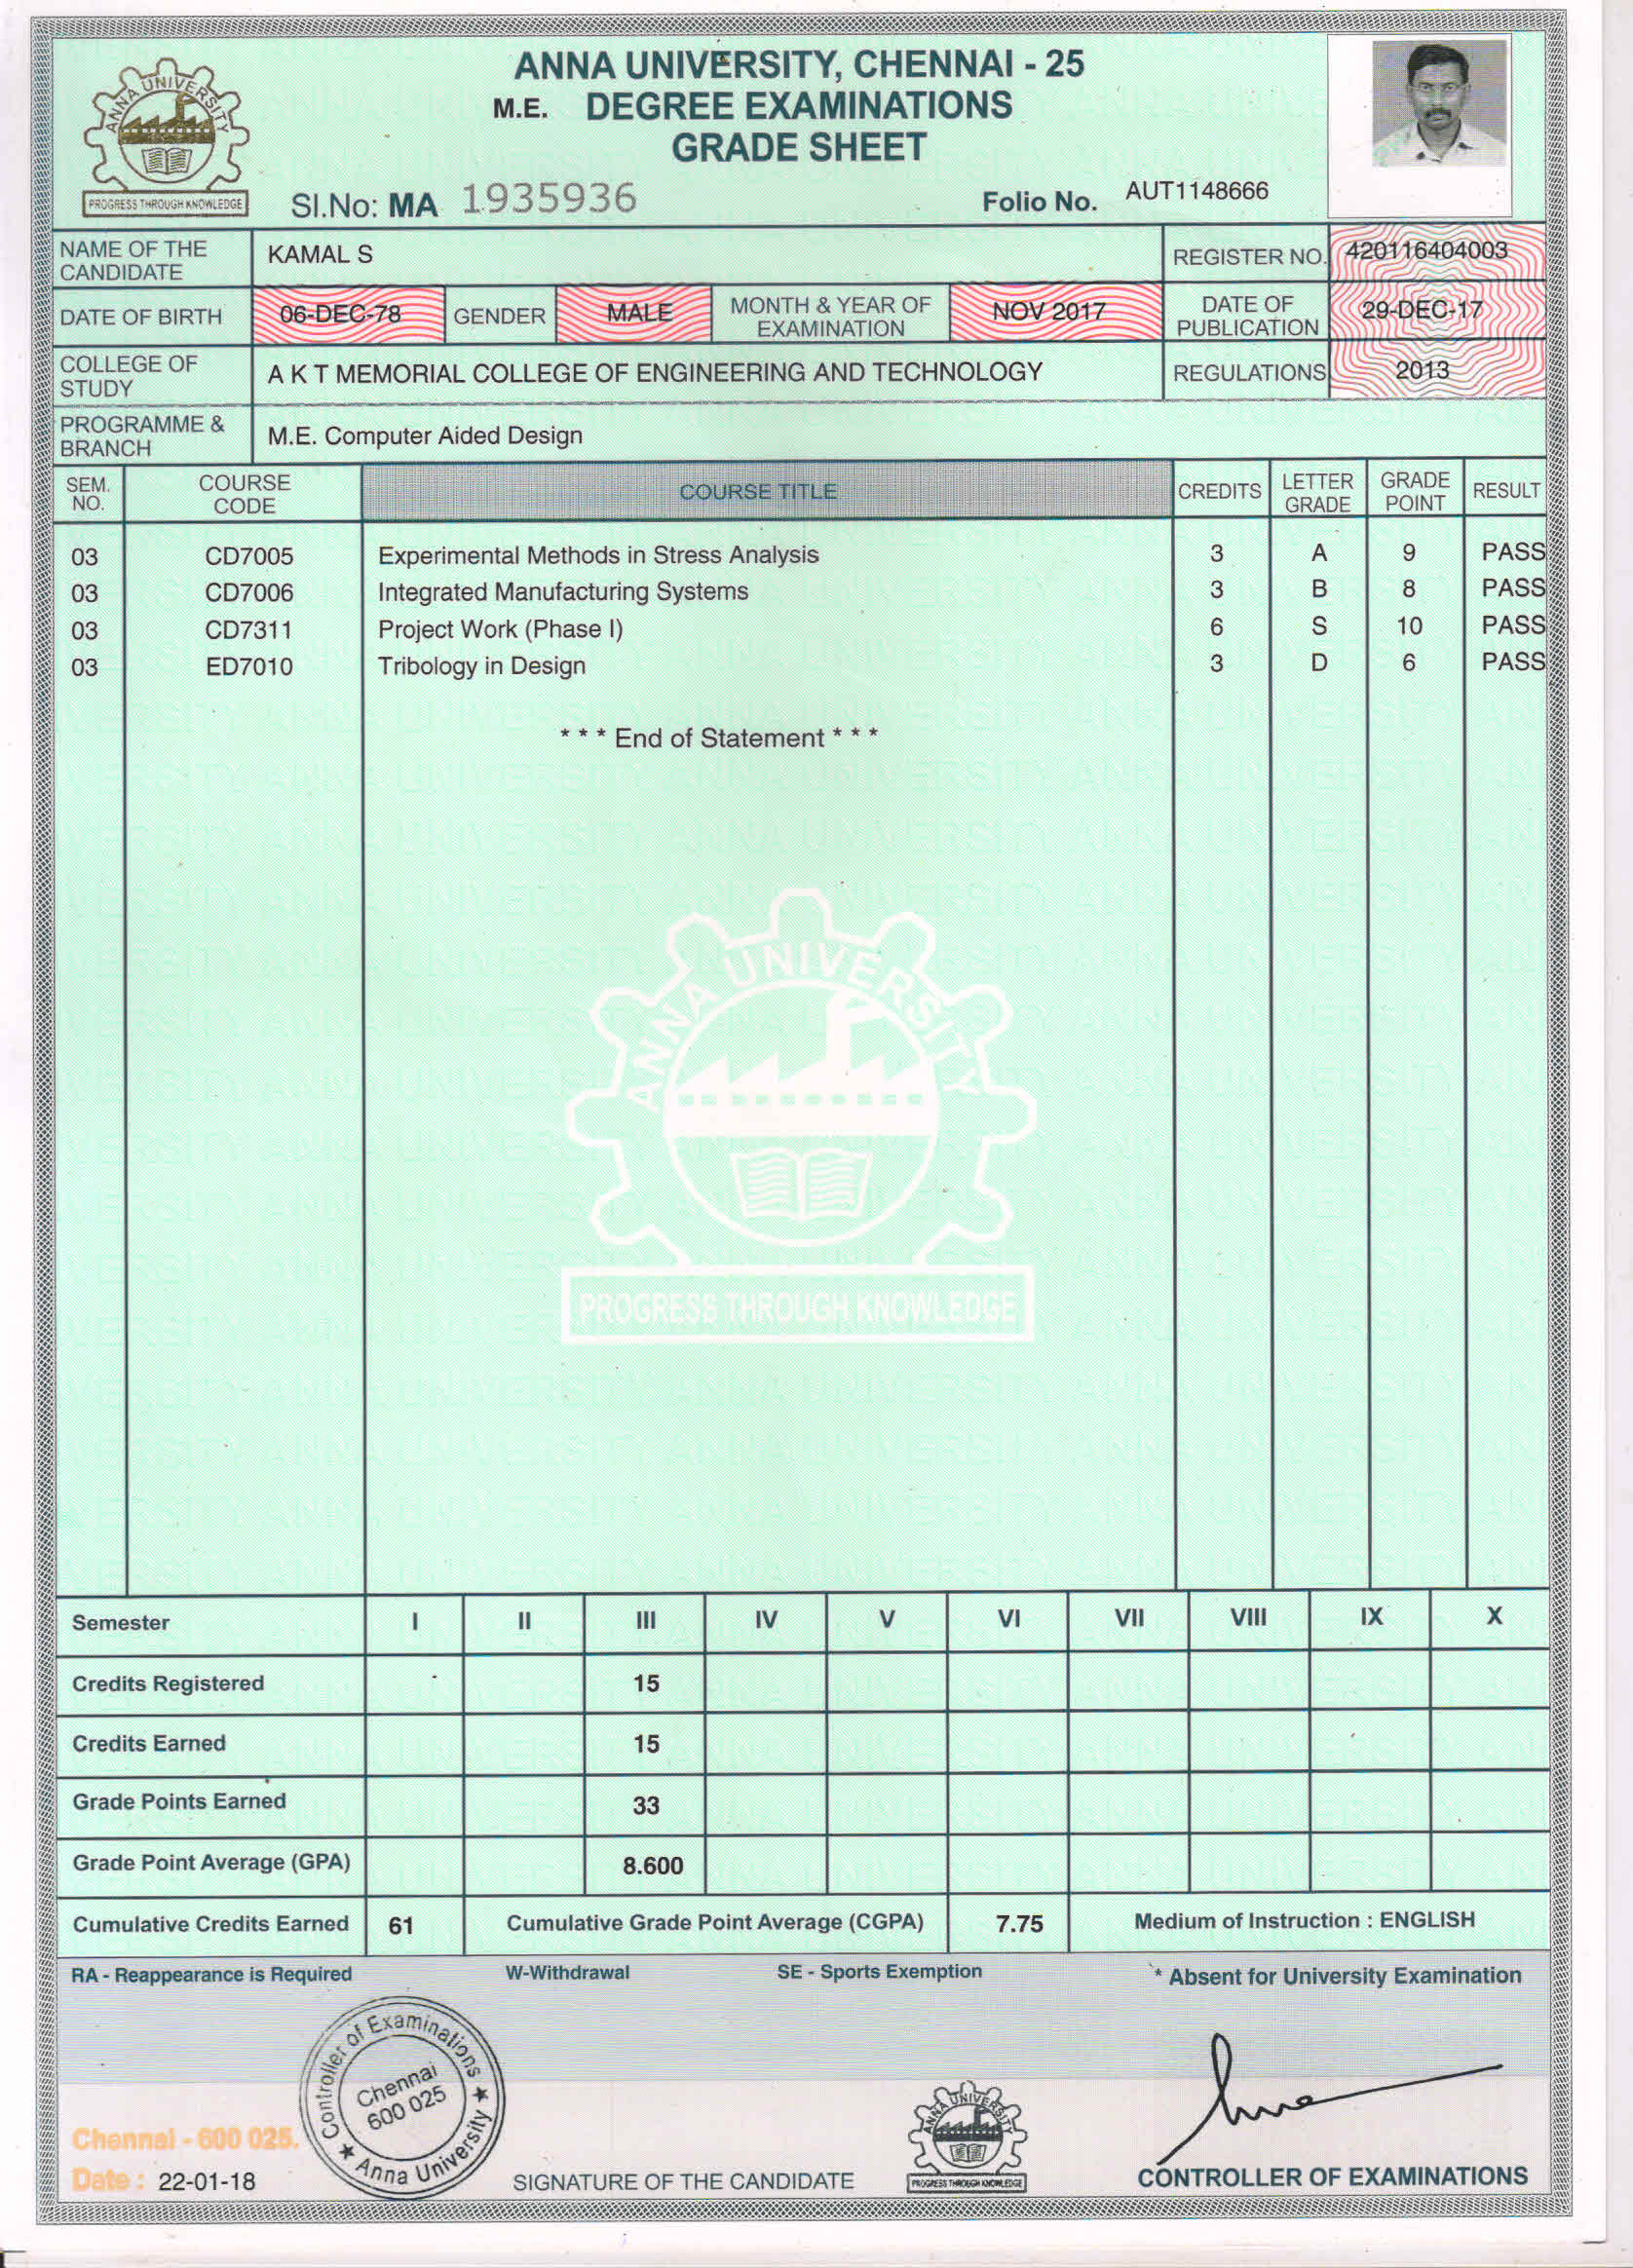 ANNA UNIVERSITY
PROGRESS THROUGH KNOWLEDGE
ANNA UNIVERSITY, CHENNAI - 25
M.E. DEGREE EXAMINATIONS
GRADE SHEET
Sl.No: MA 1935936
Folio No. AUT1148666
NAME OF THE CANDIDATE KAMAL S REGISTER NO. 420116404003
DATE OF BIRTH 06-DEC-78 GENDER MALE MONTH & YEAR OF EXAMINATION NOV 2017 DATE OF PUBLICATION 29-DEC-17
COLLEGE OF STUDY A K T MEMORIAL COLLEGE OF ENGINEERING AND TECHNOLOGY REGULATIONS 2013
PROGRAMME & BRANCH M.E. Computer Aided Design
SEM. NO. COURSE CODE COURSE TITLE CREDITS LETTER GRADE GRADE POINT RESULT
03 CD7005 Experimental Methods in Stress Analysis 3 A 9 PASS
03 CD7006 Integrated Manufacturing Systems 3 B 8 PASS
03 CD7311 Project Work (Phase I) 6 S 10 PASS
03 ED7010 Tribology in Design 3 D 6 PASS
* * * End of Statement * * *
ANNA UNIVERSITY
PROGRESS THROUGH KNOWLEDGE
Semester I II III IV V VI VII VIII IX X
Credits Registered 15
Credits Earned 15
Grade Points Earned 33
Grade Point Average (GPA) 8.600
Cumulative Credits Earned 61 Cumulative Grade Point Average (CGPA) 7.75 Medium of Instruction : ENGLISH
RA - Reappearance is Required W-Withdrawal SE - Sports Exemption * Absent for University Examination
Controller of Examinations
Chennai
600 025
Anna University
Chennai - 600 025.
Date : 22-01-18
SIGNATURE OF THE CANDIDATE
ANNA UNIVERSITY
PROGRESS THROUGH KNOWLEDGE
CONTROLLER OF EXAMINATIONS